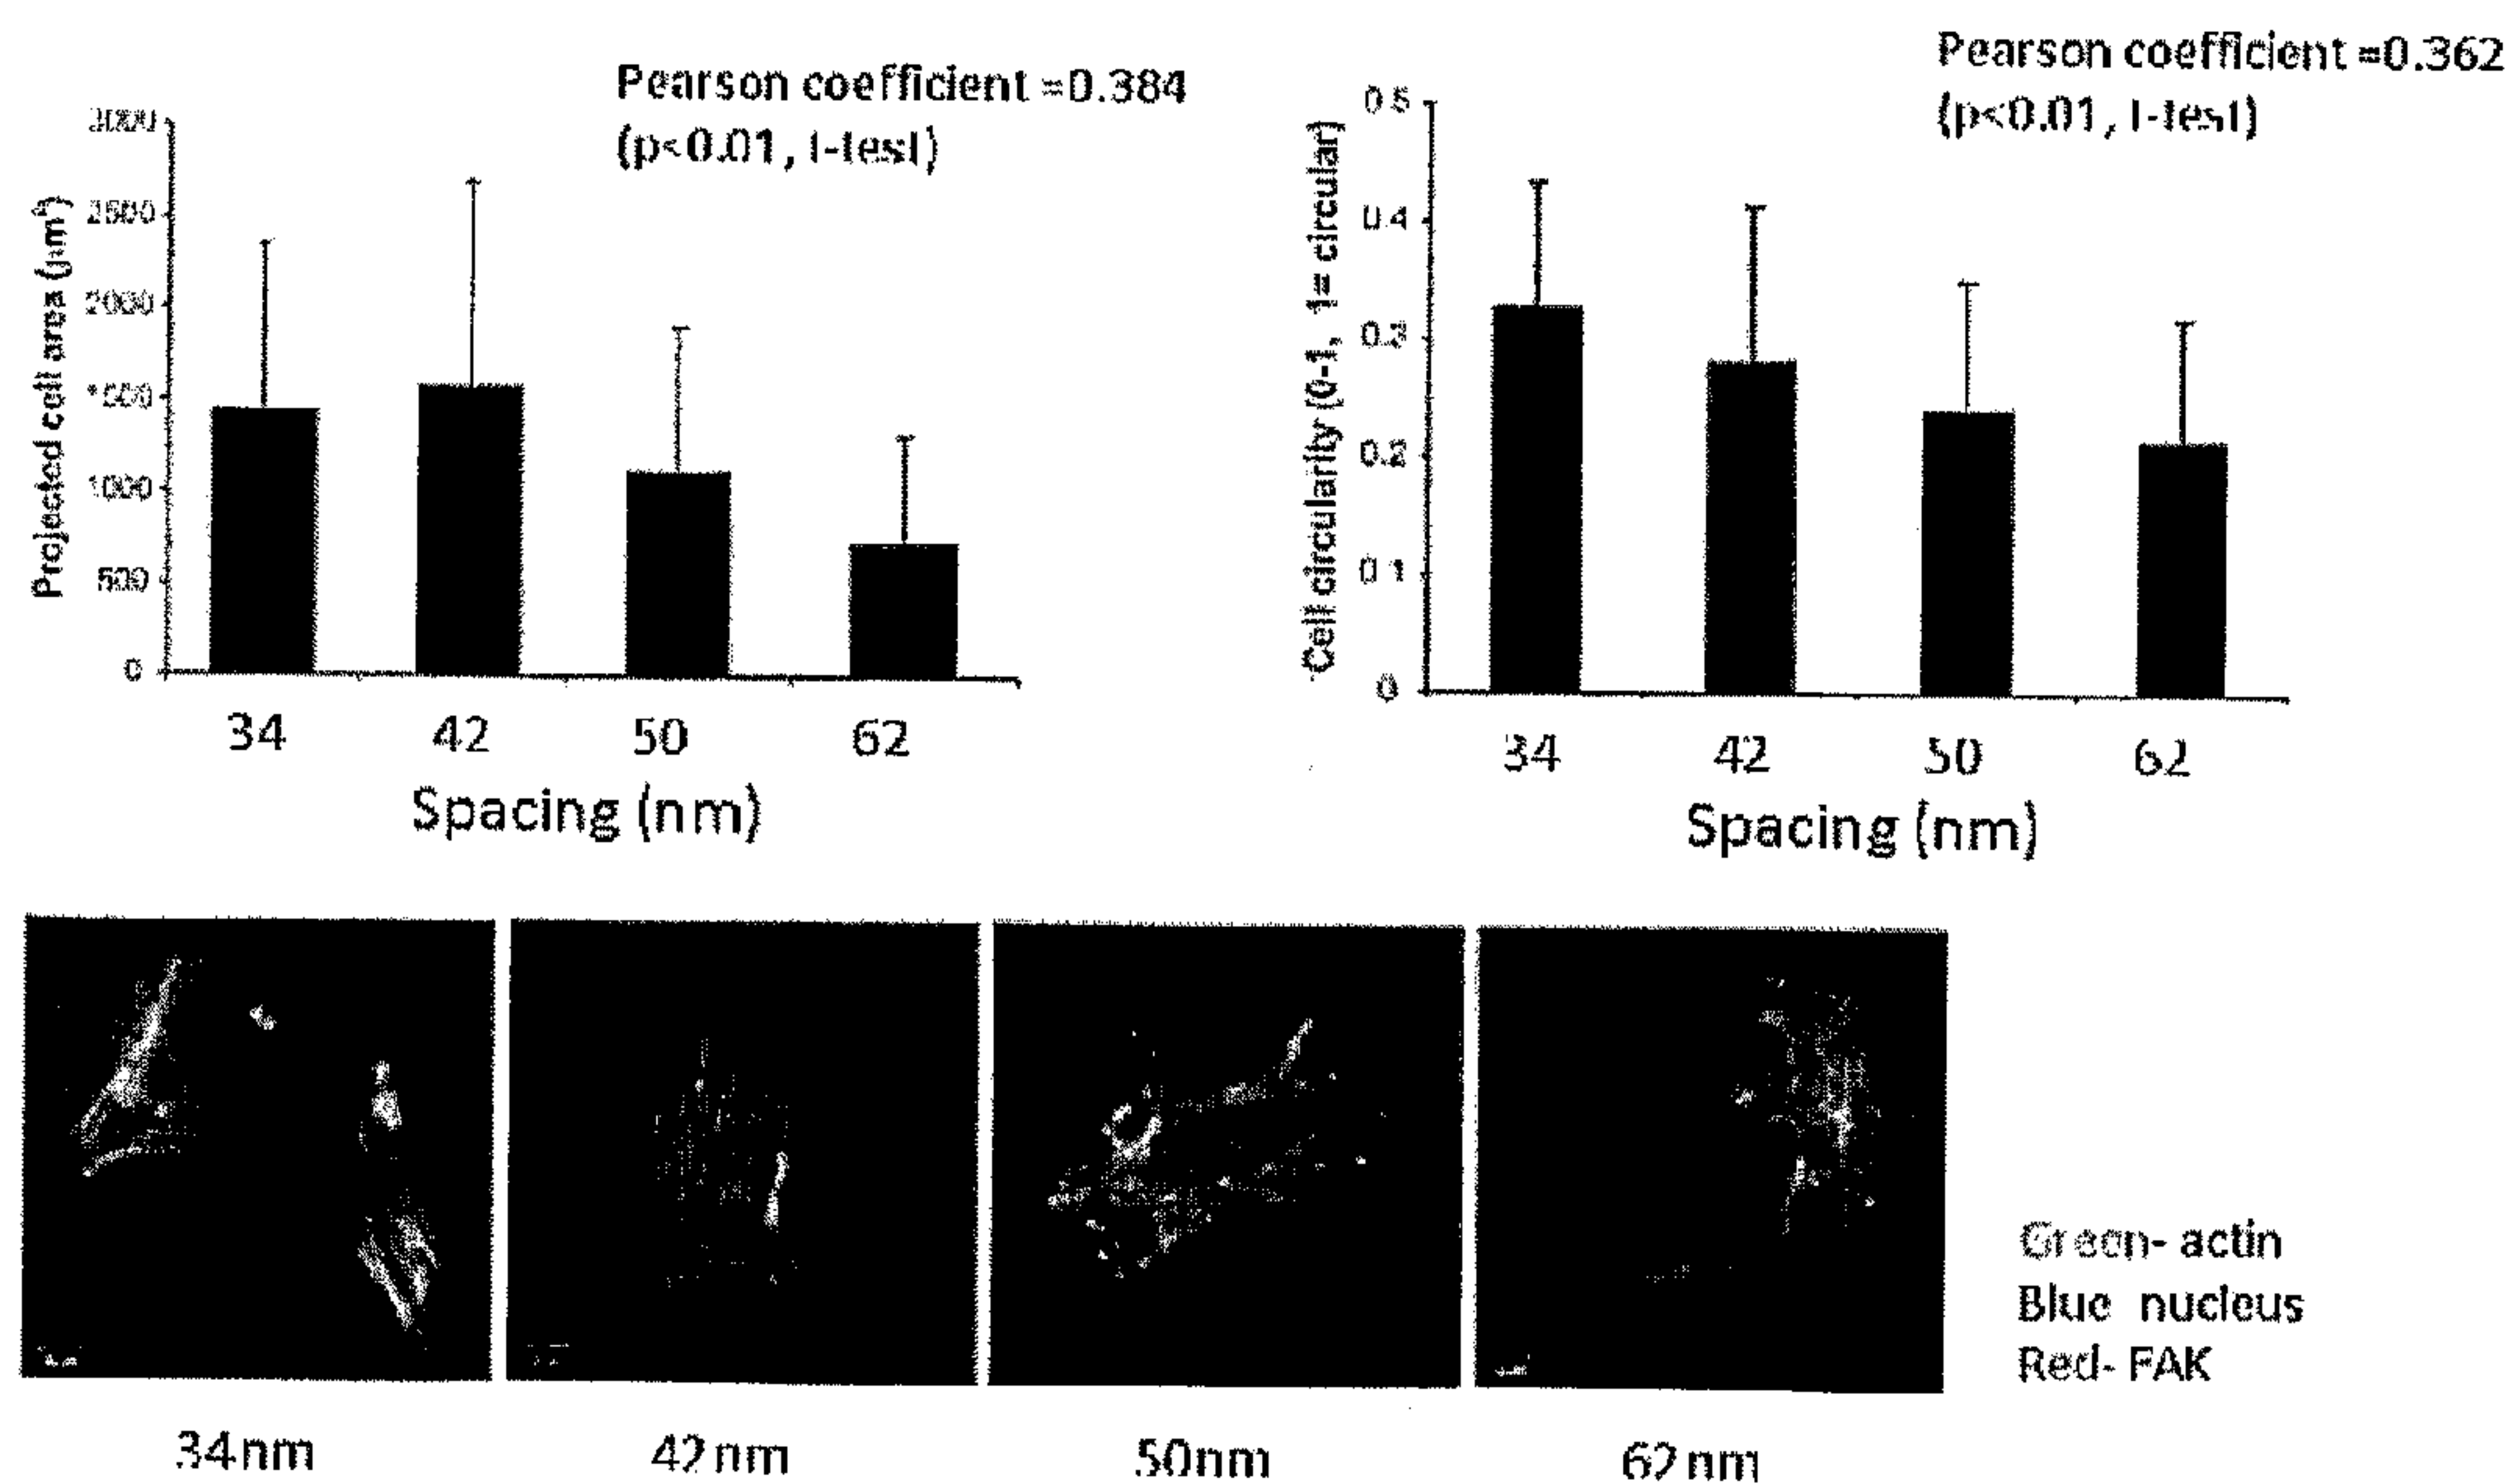 Pearson coefficient =0.384
(p<0.01, t-test)
3000
2500
2000
1500
1000
500
0
Projected cell area (µm²)
34 42 50 62
Spacing (nm)
Pearson coefficient =0.362
(p<0.01, t-test)
0.5
0.4
0.3
0.2
0.1
0
Cell circularity (0-1, 1= circular)
34 42 50 62
Spacing (nm)
34nm 42nm 50nm 62nm
Green- actin
Blue nucleus
Red- FAK